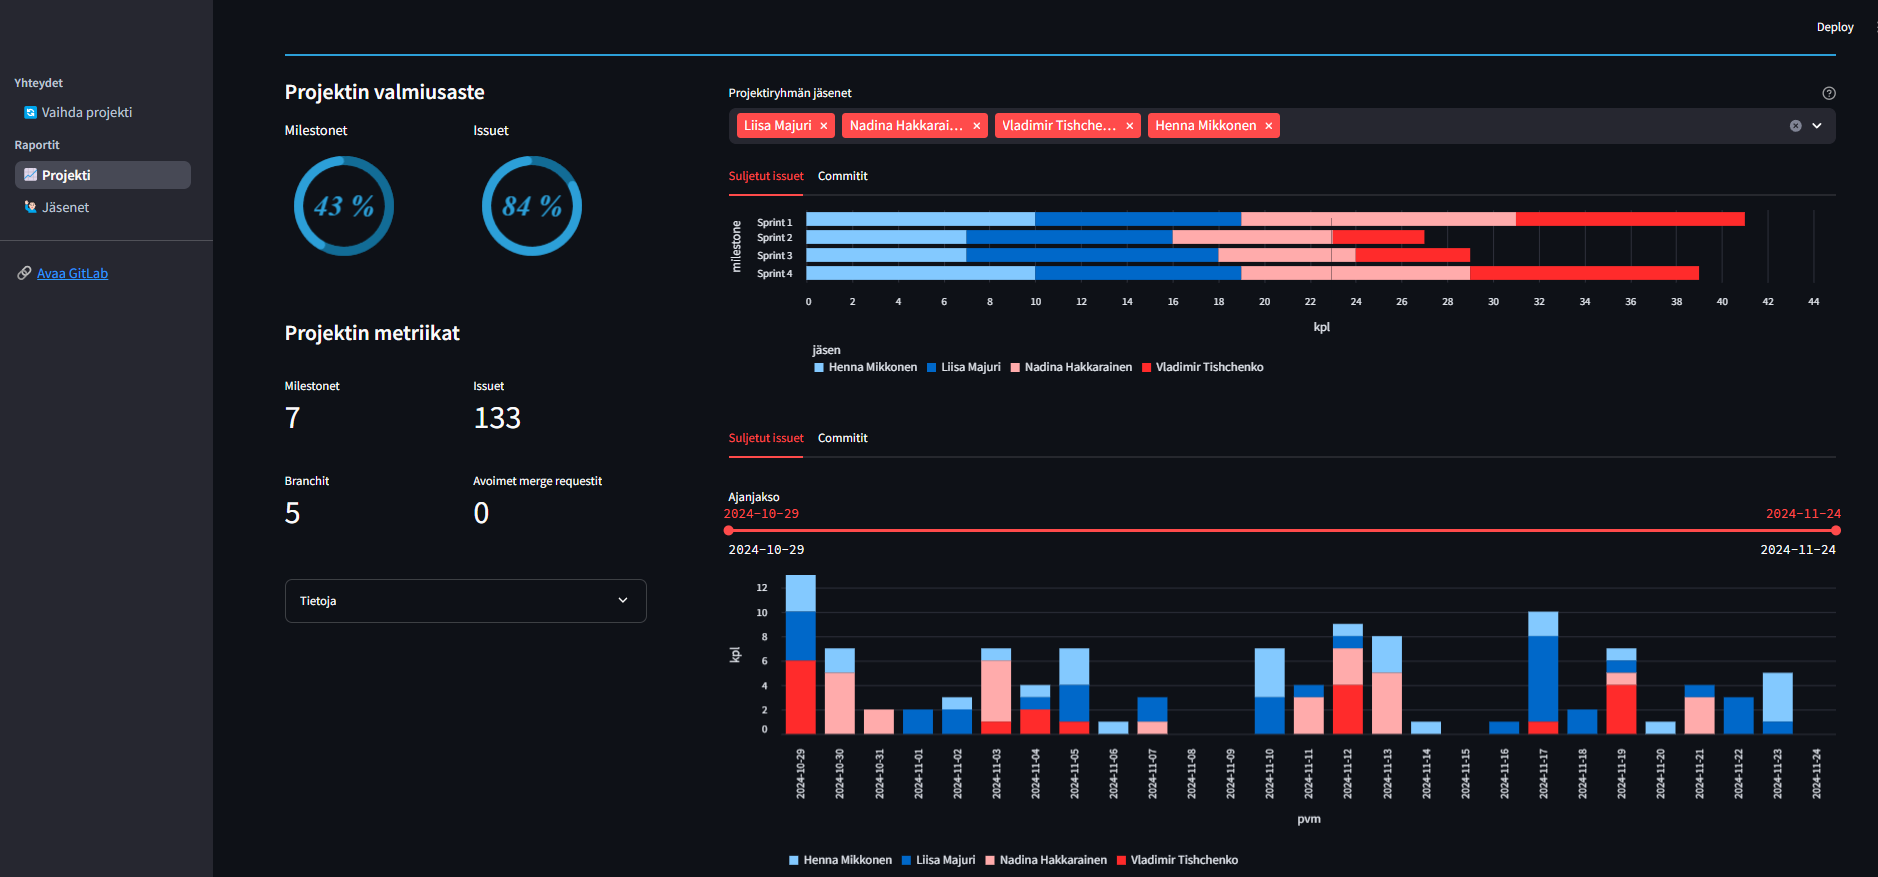 Deploy
Yhteydet
Vaihda projekti
Raportit
Projekti
Jäsenet
Avaa GitLab
Projektin valmiusaste
Milestonet
Issuet
43 %
84 %
Projektin metriikat
Milestonet
Issuet
7
133
Branchit
Avoimet merge requestit
5
0
Tietoja
Projektiryhmän jäsenet
Liisa Majuri × Nadina Hakkarai... × Vladimir Tishche... × Henna Mikkonen ×
Suljetut issuet Commitit
milestone
Sprint 1
Sprint 2
Sprint 3
Sprint 4
0 2 4 6 8 10 12 14 16 18 20 22 24 26 28 30 32 34 36 38 40 42 44
kpl
jäsen
Henna Mikkonen Liisa Majuri Nadina Hakkarainen Vladimir Tishchenko
Suljetut issuet Commitit
Ajanjakso
2024-10-29 2024-11-24
2024-10-29 2024-11-24
kpl
12
10
8
6
4
2
0
2024-10-29 2024-10-30 2024-10-31 2024-11-01 2024-11-02 2024-11-03 2024-11-04 2024-11-05 2024-11-06 2024-11-07 2024-11-08 2024-11-09 2024-11-10 2024-11-11 2024-11-12 2024-11-13 2024-11-14 2024-11-15 2024-11-16 2024-11-17 2024-11-18 2024-11-19 2024-11-20 2024-11-21 2024-11-22 2024-11-23 2024-11-24
pvm
Henna Mikkonen Liisa Majuri Nadina Hakkarainen Vladimir Tishchenko